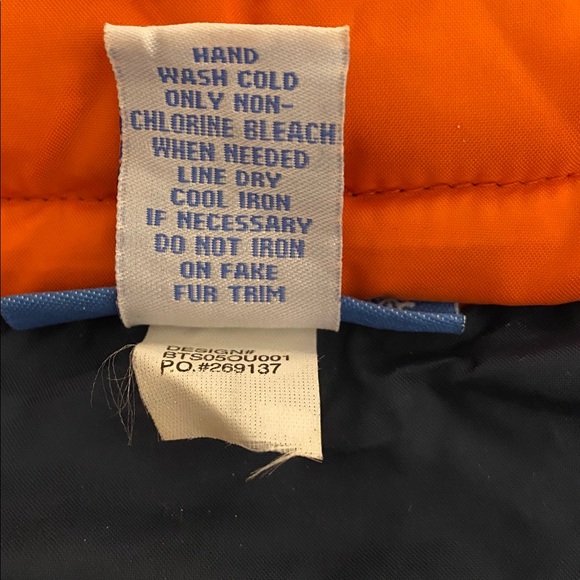 HAND
WASH COLD
ONLY NON-
CHLORINE BLEACH
WHEN NEEDED
LINE DRY
COOL IRON
IF NECESSARY
DO NOT IRON
ON FAKE
FUR TRIM
DESIGN#
BTS05OU001
P.O.#269137